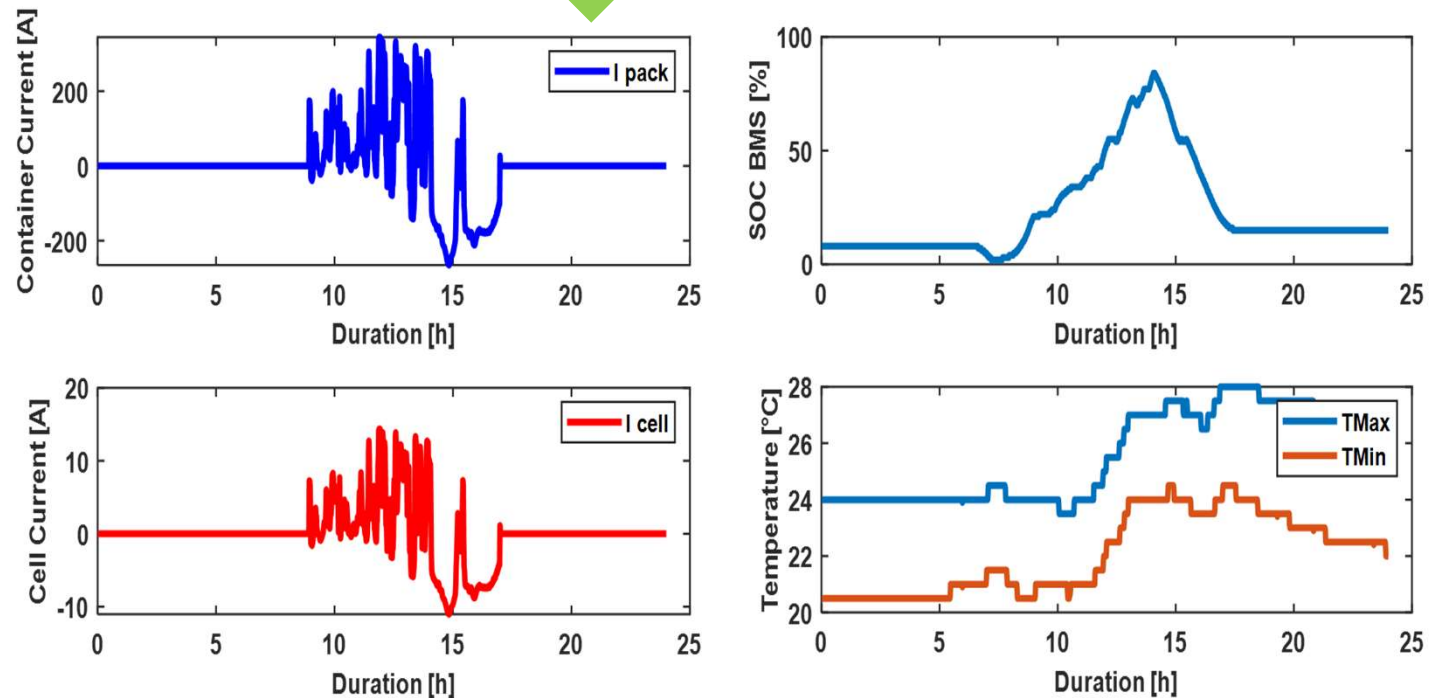 Container Current [A]
200
0
-200
I pack
0 5 10 15 20 25
Duration [h]
SOC BMS [%]
100
50
0
0 5 10 15 20 25
Duration [h]
Cell Current [A]
20
10
0
-10
I cell
0 5 10 15 20 25
Duration [h]
Temperature [°C]
28
26
24
22
20
TMax
TMin
0 5 10 15 20 25
Duration [h]